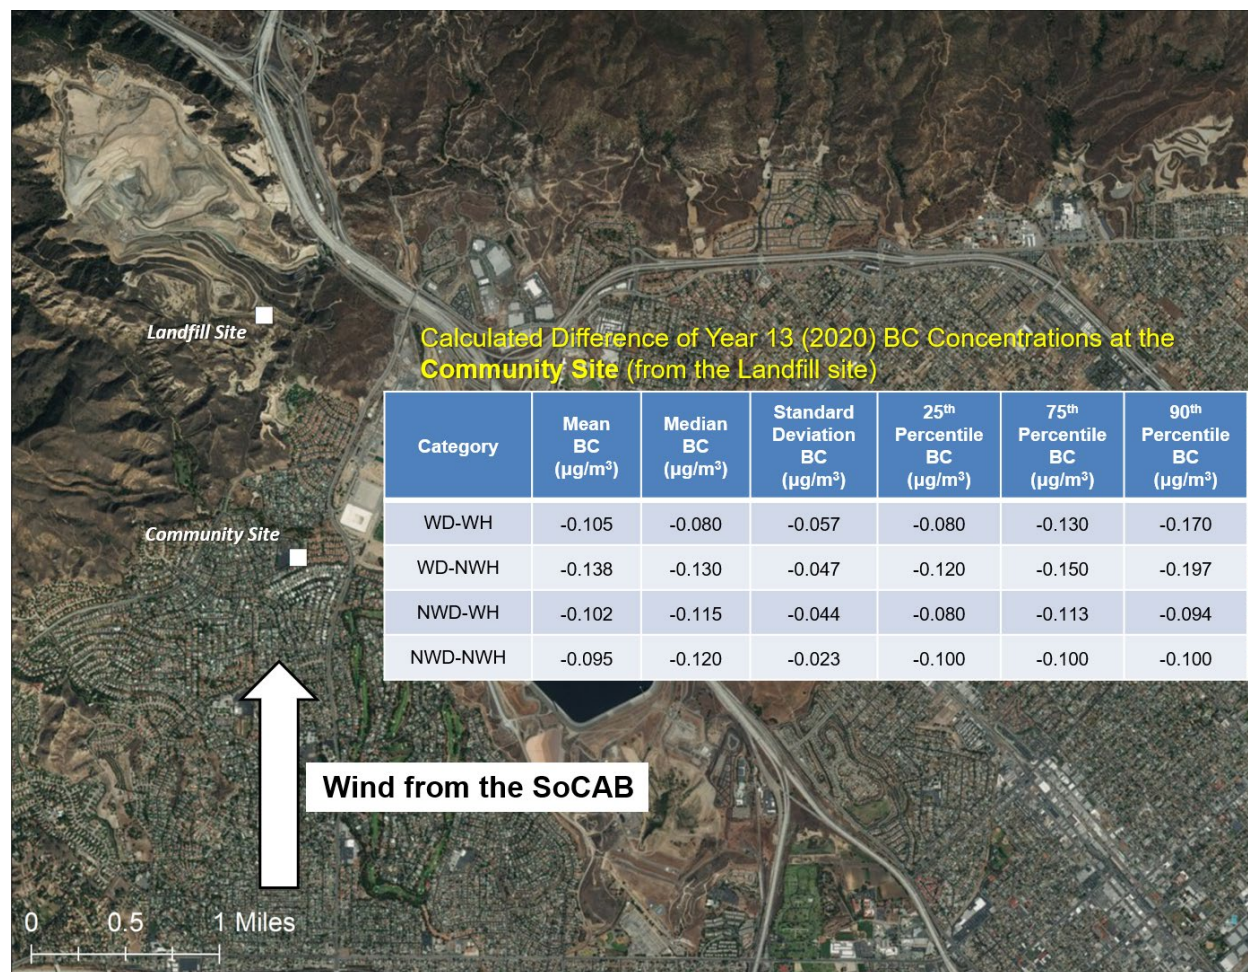 Landfill Site
Calculated Difference of Year 13 (2020) BC Concentrations at the
Community Site (from the Landfill site)
Category
Mean
BC
(µg/m³)
Median
BC
(µg/m³)
Standard
Deviation
BC
(µg/m³)
25th
Percentile
BC
(µg/m³)
75th
Percentile
BC
(µg/m³)
90th
Percentile
BC
(µg/m³)
WD-WH -0.105 -0.080 -0.057 -0.080 -0.130 -0.170
WD-NWH -0.138 -0.130 -0.047 -0.120 -0.150 -0.197
NWD-WH -0.102 -0.115 -0.044 -0.080 -0.113 -0.094
NWD-NWH -0.095 -0.120 -0.023 -0.100 -0.100 -0.100
Community Site
Wind from the SoCAB
0 0.5 1 Miles